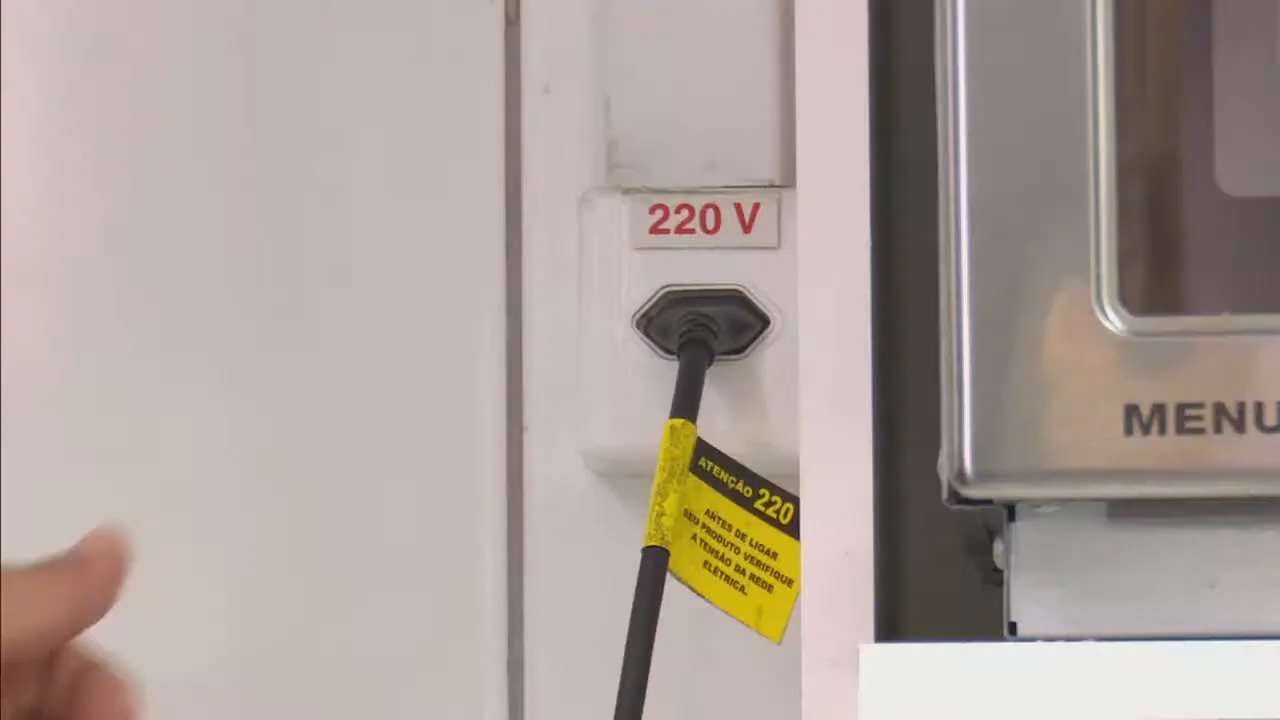 220 V
MENU
ATENÇÃO 220
ANTES DE LIGAR
SEU PRODUTO VERIFIQUE
A TENSÃO DA REDE
ELÉTRICA.